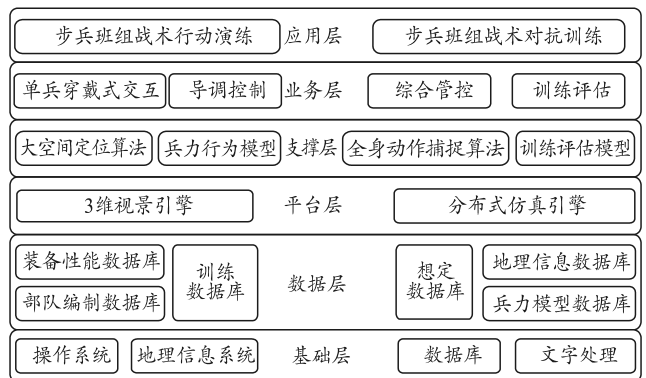 步兵班组战术行动演练 应用层 步兵班组战术对抗训练
单兵穿戴式交互 导调控制 业务层 综合管控 训练评估
大空间定位算法 兵力行为模型 支撑层 全身动作捕捉算法 训练评估模型
3维视景引擎 平台层 分布式仿真引擎
装备性能数据库
部队编制数据库
训练
数据库
数据层
想定
数据库
地理信息数据库
兵力模型数据库
操作系统 地理信息系统 基础层 数据库 文字处理